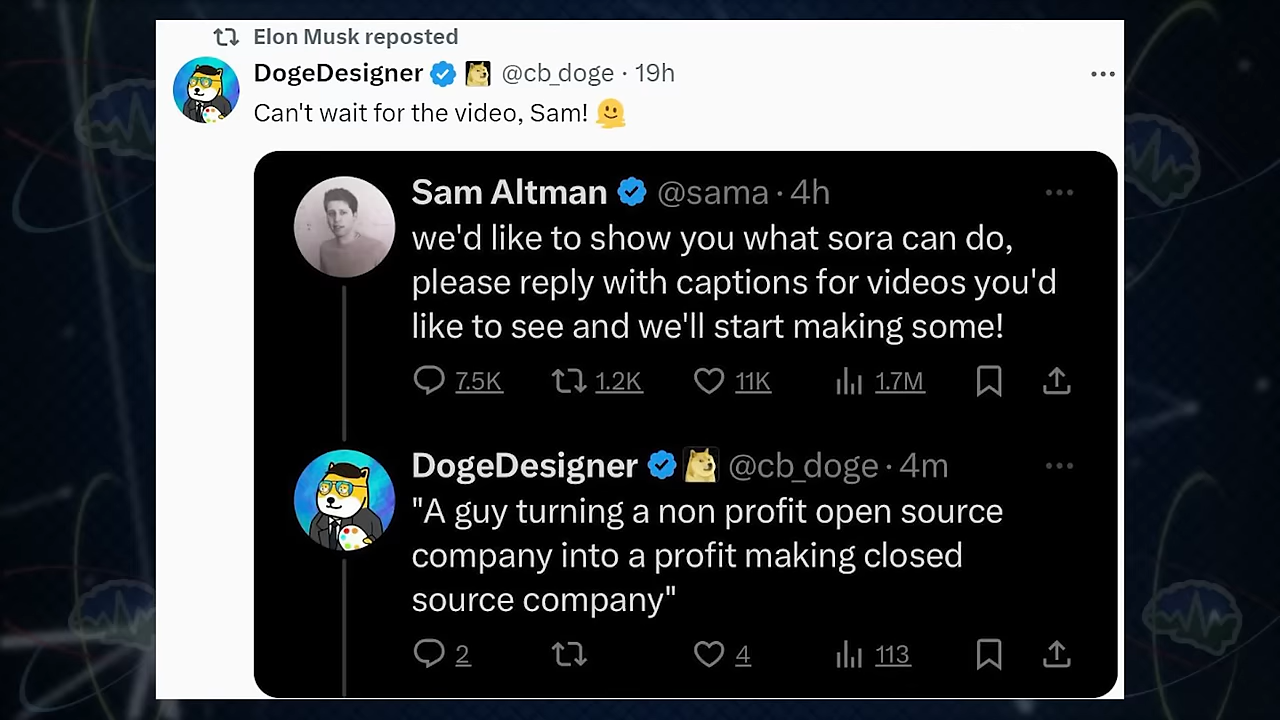 Elon Musk reposted
DogeDesigner @cb_doge · 19h
Can't wait for the video, Sam! 🫠
Sam Altman @sama · 4h
we'd like to show you what sora can do,
please reply with captions for videos you'd
like to see and we'll start making some!
7.5K 1.2K 11K 1.7M
DogeDesigner @cb_doge · 4m
"A guy turning a non profit open source
company into a profit making closed
source company"
2 4 113